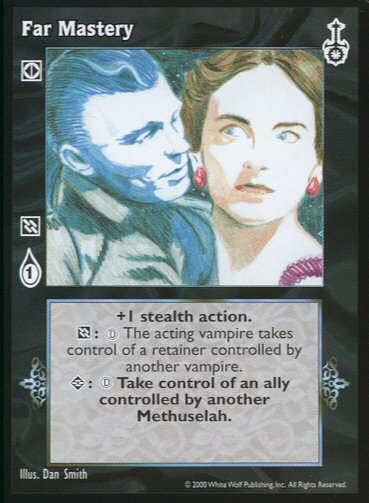 Far Mastery
1
+1 stealth action.
: D The acting vampire takes
control of a retainer controlled by
another vampire.
: D Take control of an ally
controlled by another
Methuselah.
Illus. Dan Smith
© 2000 White Wolf Publishing, Inc. All Rights Reserved.